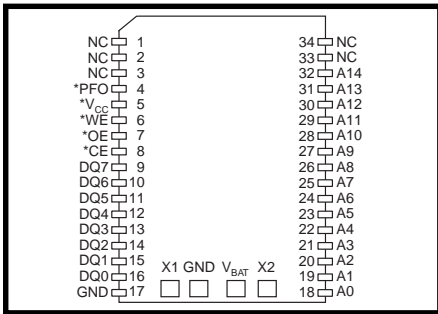 NC 1 34 NC
NC 2 33 NC
NC 3 32 A14
*PFO 4 31 A13
*VCC 5 30 A12
*WE 6 29 A11
*OE 7 28 A10
*CE 8 27 A9
DQ7 9 26 A8
DQ6 10 25 A7
DQ5 11 24 A6
DQ4 12 23 A5
DQ3 13 22 A4
DQ2 14 21 A3
DQ1 15 20 A2
DQ0 16 19 A1
GND 17 18 A0
X1 GND VBAT X2